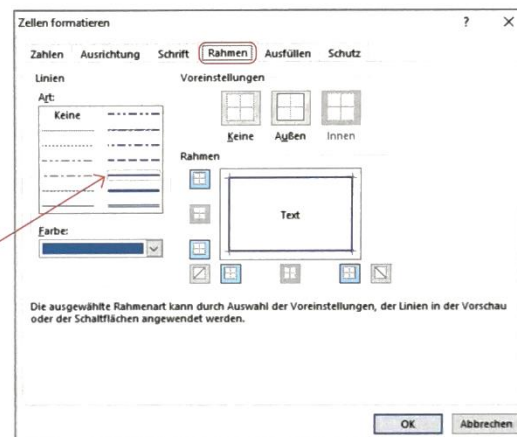 Zellen formatieren ? ×
Zahlen Ausrichtung Schrift Rahmen Ausfüllen Schutz
Linien
Art:
Keine
Farbe:
Voreinstellungen
Keine Außen Innen
Rahmen
Text
Die ausgewählte Rahmenart kann durch Auswahl der Voreinstellungen, der Linien in der Vorschau
oder der Schaltflächen angewendet werden.
OK Abbrechen